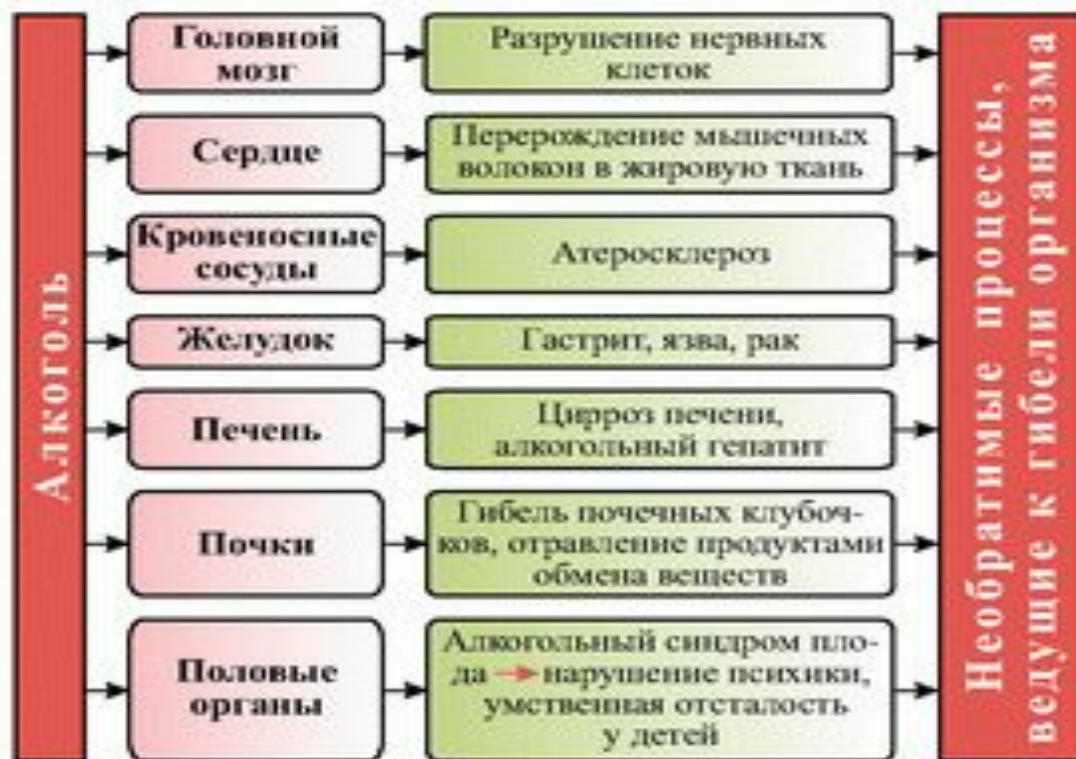 Алкоголь
Головной
мозг
Разрушение нервных
клеток
Сердце
Перерождение мышечных
волокон в жировую ткань
Кровеносные
сосуды
Атеросклероз
Желудок
Гастрит, язва, рак
Печень
Цирроз печени,
алкогольный гепатит
Почки
Гибель почечных клубоч-
ков, отравление продуктами
обмена веществ
Половые
органы
Алкогольный синдром пло-
да → нарушение психики,
умственная отсталость
у детей
Необратимые процессы,
ведущие к гибели организма